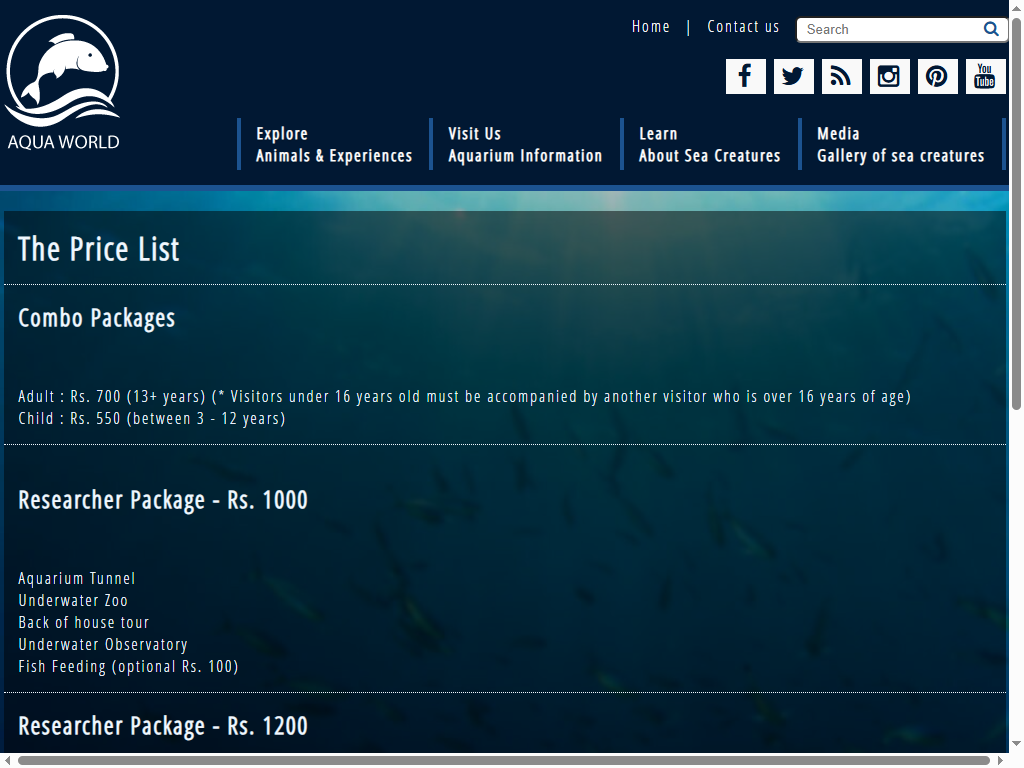 Home | Contact us
Search
You
Tube
AQUA WORLD
Explore
Animals & Experiences
Visit Us
Aquarium Information
Learn
About Sea Creatures
Media
Gallery of sea creatures
The Price List
Combo Packages
Adult : Rs. 700 (13+ years) (* Visitors under 16 years old must be accompanied by another visitor who is over 16 years of age)
Child : Rs. 550 (between 3 - 12 years)
Researcher Package - Rs. 1000
Aquarium Tunnel
Underwater Zoo
Back of house tour
Underwater Observatory
Fish Feeding (optional Rs. 100)
Researcher Package - Rs. 1200